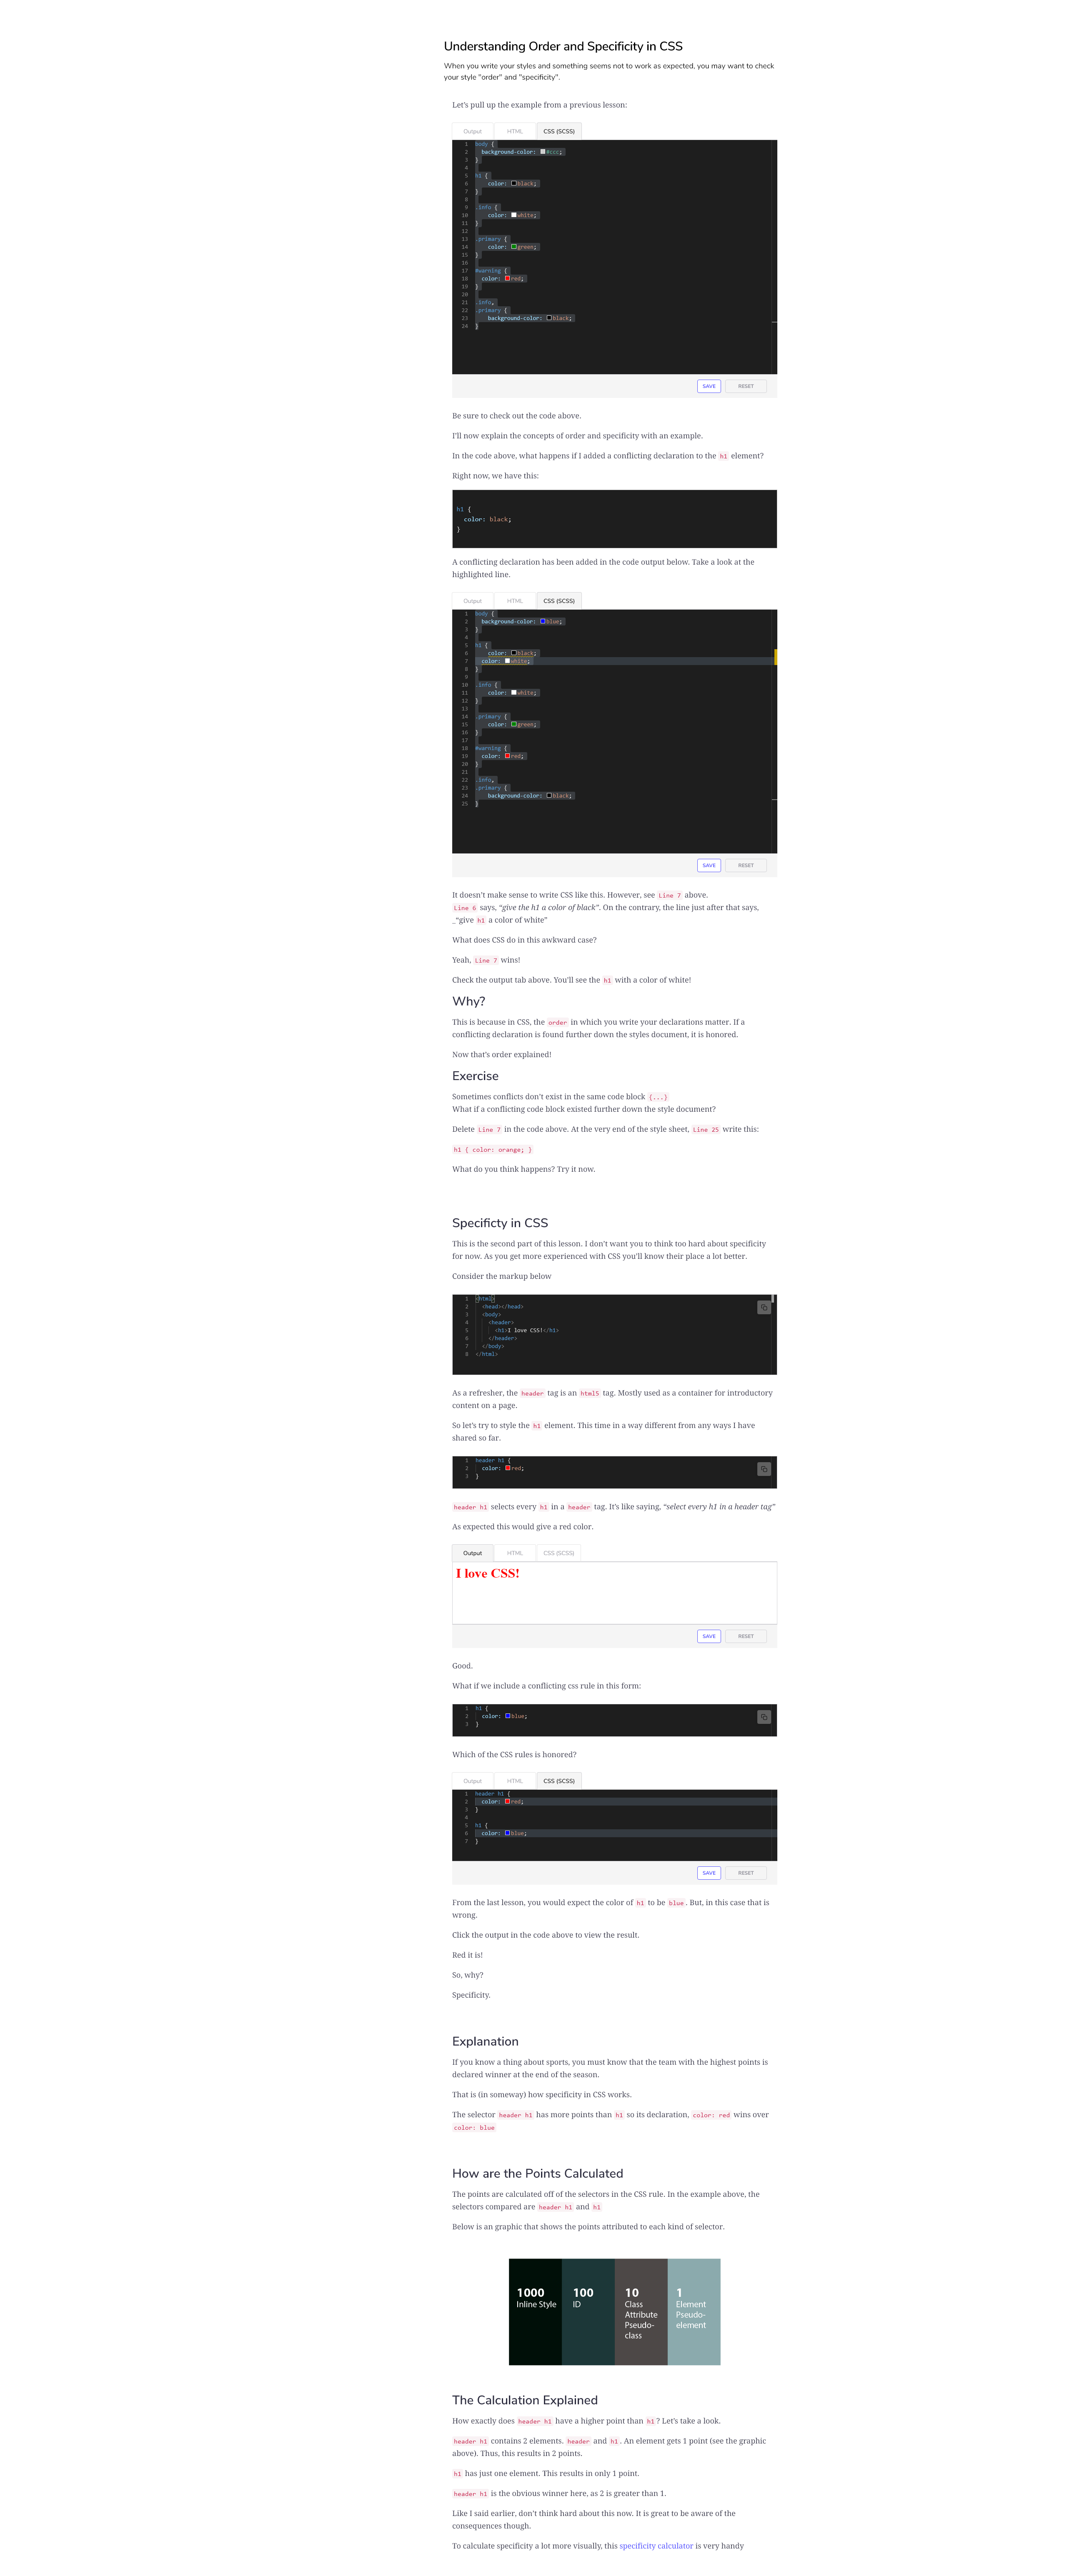 Understanding Order and Specificity in CSS
When you write your styles and something seems not to work as expected, you may want to check
your style "order" and "specificity".
Let's pull up the example from a previous lesson:
Output HTML CSS (SCSS)
1 body {
2 background-color: #ccc;
3 }
4
5 h1 {
6 color: black;
7 }
8
9 .info {
10 color: white;
11 }
12
13 .primary {
14 color: green;
15 }
16
17 #warning {
18 color: red;
19 }
20
21 .info,
22 .primary {
23 background-color: black;
24 }
SAVE RESET
Be sure to check out the code above.
I'll now explain the concepts of order and specificity with an example.
In the code above, what happens if I added a conflicting declaration to the h1 element?
Right now, we have this:
h1 {
color: black;
}
A conflicting declaration has been added in the code output below. Take a look at the
highlighted line.
Output HTML CSS (SCSS)
1 body {
2 background-color: blue;
3 }
4
5 h1 {
6 color: black;
7 color: white;
8 }
9
10 .info {
11 color: white;
12 }
13
14 .primary {
15 color: green;
16 }
17
18 #warning {
19 color: red;
20 }
21
22 .info,
23 .primary {
24 background-color: black;
25 }
SAVE RESET
It doesn't make sense to write CSS like this. However, see Line 7 above.
Line 6 says, “give the h1 a color of black”. On the contrary, the line just after that says,
_“give h1 a color of white”
What does CSS do in this awkward case?
Yeah, Line 7 wins!
Check the output tab above. You'll see the h1 with a color of white!
Why?
This is because in CSS, the order in which you write your declarations matter. If a
conflicting declaration is found further down the styles document, it is honored.
Now that's order explained!
Exercise
Sometimes conflicts don't exist in the same code block {...}
What if a conflicting code block existed further down the style document?
Delete Line 7 in the code above. At the very end of the style sheet, Line 25 write this:
h1 { color: orange; }
What do you think happens? Try it now.
Specificty in CSS
This is the second part of this lesson. I don't want you to think too hard about specificity
for now. As you get more experienced with CSS you'll know their place a lot better.
Consider the markup below
1 <html>
2 <head></head>
3 <body>
4 <header>
5 <h1>I love CSS!</h1>
6 </header>
7 </body>
8 </html>
As a refresher, the header tag is an html5 tag. Mostly used as a container for introductory
content on a page.
So let's try to style the h1 element. This time in a way different from any ways I have
shared so far.
1 header h1 {
2 color: red;
3 }
header h1 selects every h1 in a header tag. It's like saying, “select every h1 in a header tag”
As expected this would give a red color.
Output HTML CSS (SCSS)
I love CSS!
SAVE RESET
Good.
What if we include a conflicting css rule in this form:
1 h1 {
2 color: blue;
3 }
Which of the CSS rules is honored?
Output HTML CSS (SCSS)
1 header h1 {
2 color: red;
3 }
4
5 h1 {
6 color: blue;
7 }
SAVE RESET
From the last lesson, you would expect the color of h1 to be blue. But, in this case that is
wrong.
Click the output in the code above to view the result.
Red it is!
So, why?
Specificity.
Explanation
If you know a thing about sports, you must know that the team with the highest points is
declared winner at the end of the season.
That is (in someway) how specificity in CSS works.
The selector header h1 has more points than h1 so its declaration, color: red wins over
color: blue
How are the Points Calculated
The points are calculated off of the selectors in the CSS rule. In the example above, the
selectors compared are header h1 and h1
Below is an graphic that shows the points attributed to each kind of selector.
1000
Inline Style
100
ID
10
Class
Attribute
Pseudo-
class
1
Element
Pseudo-
element
The Calculation Explained
How exactly does header h1 have a higher point than h1? Let's take a look.
header h1 contains 2 elements. header and h1. An element gets 1 point (see the graphic
above). Thus, this results in 2 points.
h1 has just one element. This results in only 1 point.
header h1 is the obvious winner here, as 2 is greater than 1.
Like I said earlier, don't think hard about this now. It is great to be aware of the
consequences though.
To calculate specificity a lot more visually, this specificity calculator is very handy